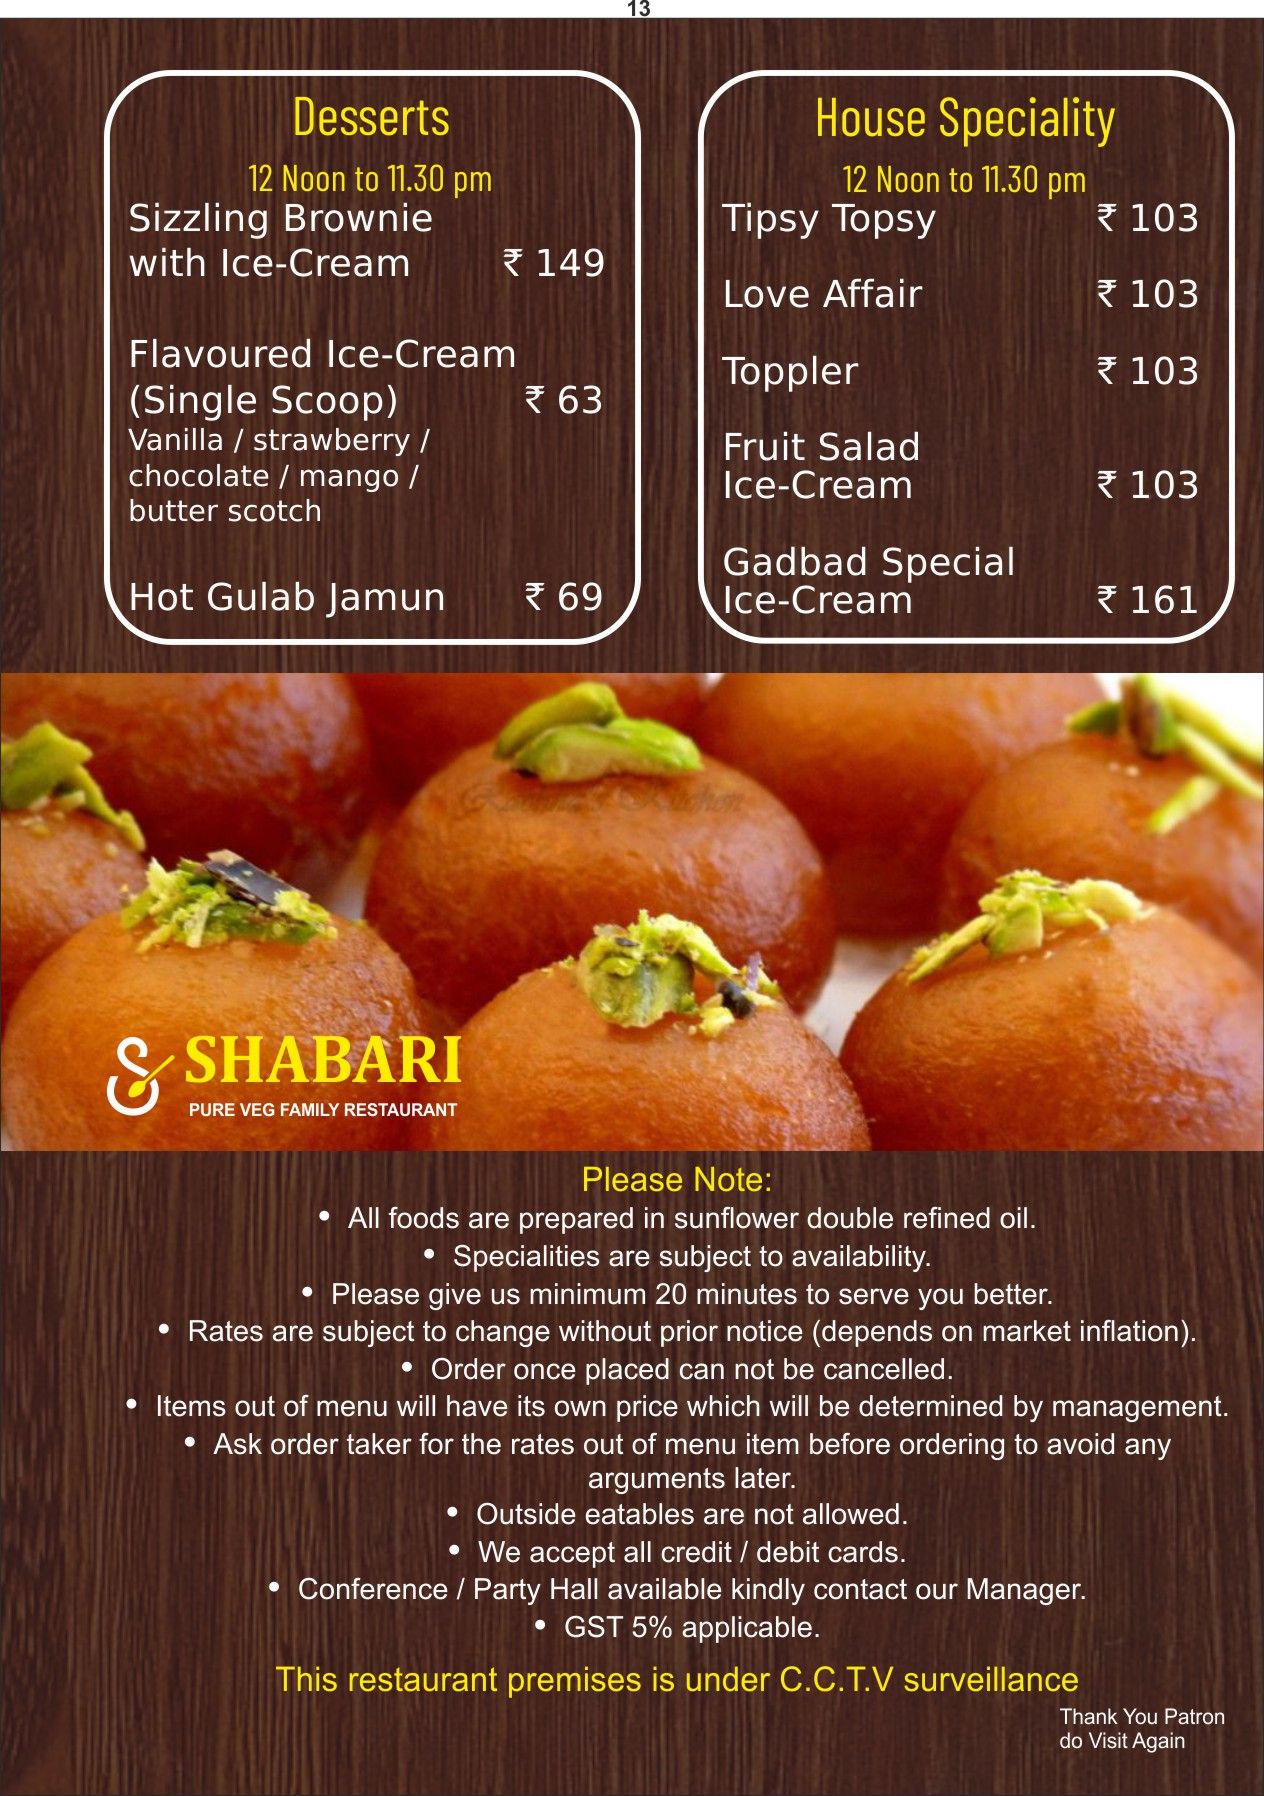 13
Desserts
12 Noon to 11.30 pm
Sizzling Brownie
with Ice-Cream ₹ 149
Flavoured Ice-Cream
(Single Scoop) ₹ 63
Vanilla / strawberry /
chocolate / mango /
butter scotch
Hot Gulab Jamun ₹ 69
House Speciality
12 Noon to 11.30 pm
Tipsy Topsy ₹ 103
Love Affair ₹ 103
Toppler ₹ 103
Fruit Salad
Ice-Cream ₹ 103
Gadbad Special
Ice-Cream ₹ 161
Kitchen
SHABARI
PURE VEG FAMILY RESTAURANT
Please Note:
• All foods are prepared in sunflower double refined oil.
• Specialities are subject to availability.
• Please give us minimum 20 minutes to serve you better.
• Rates are subject to change without prior notice (depends on market inflation).
• Order once placed can not be cancelled.
• Items out of menu will have its own price which will be determined by management.
• Ask order taker for the rates out of menu item before ordering to avoid any
arguments later.
• Outside eatables are not allowed.
• We accept all credit / debit cards.
• Conference / Party Hall available kindly contact our Manager.
• GST 5% applicable.
This restaurant premises is under C.C.T.V surveillance
Thank You Patron
do Visit Again